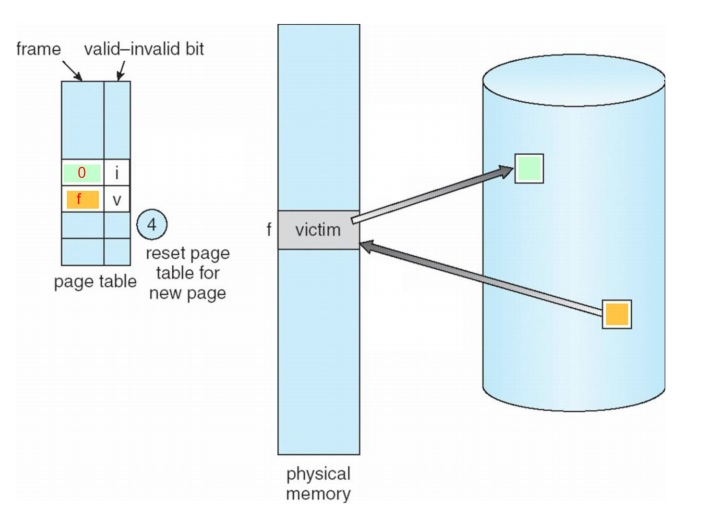 frame valid–invalid bit
0 i
f v
4
reset page
table for
new page
page table
f victim
physical
memory